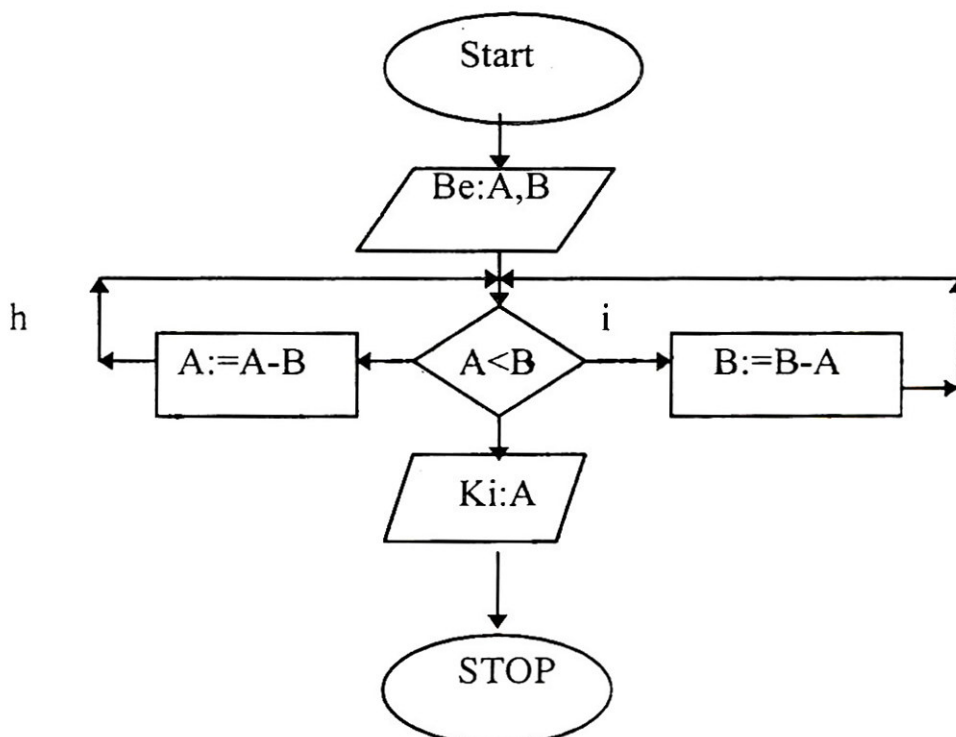 Start
Be:A,B
h
i
A:=A-B
A<B
B:=B-A
Ki:A
STOP